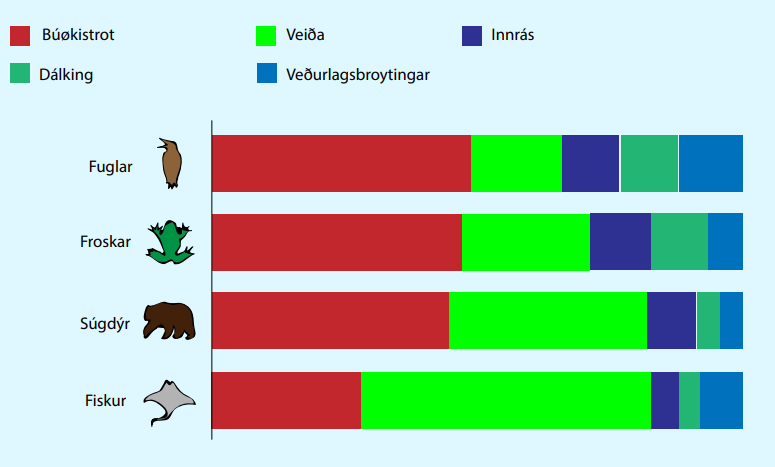 Búøkistrot
Veiða
Innrás
Dálking
Veðurlagsbroytingar
Fuglar
Froskar
Súgdýr
Fiskur